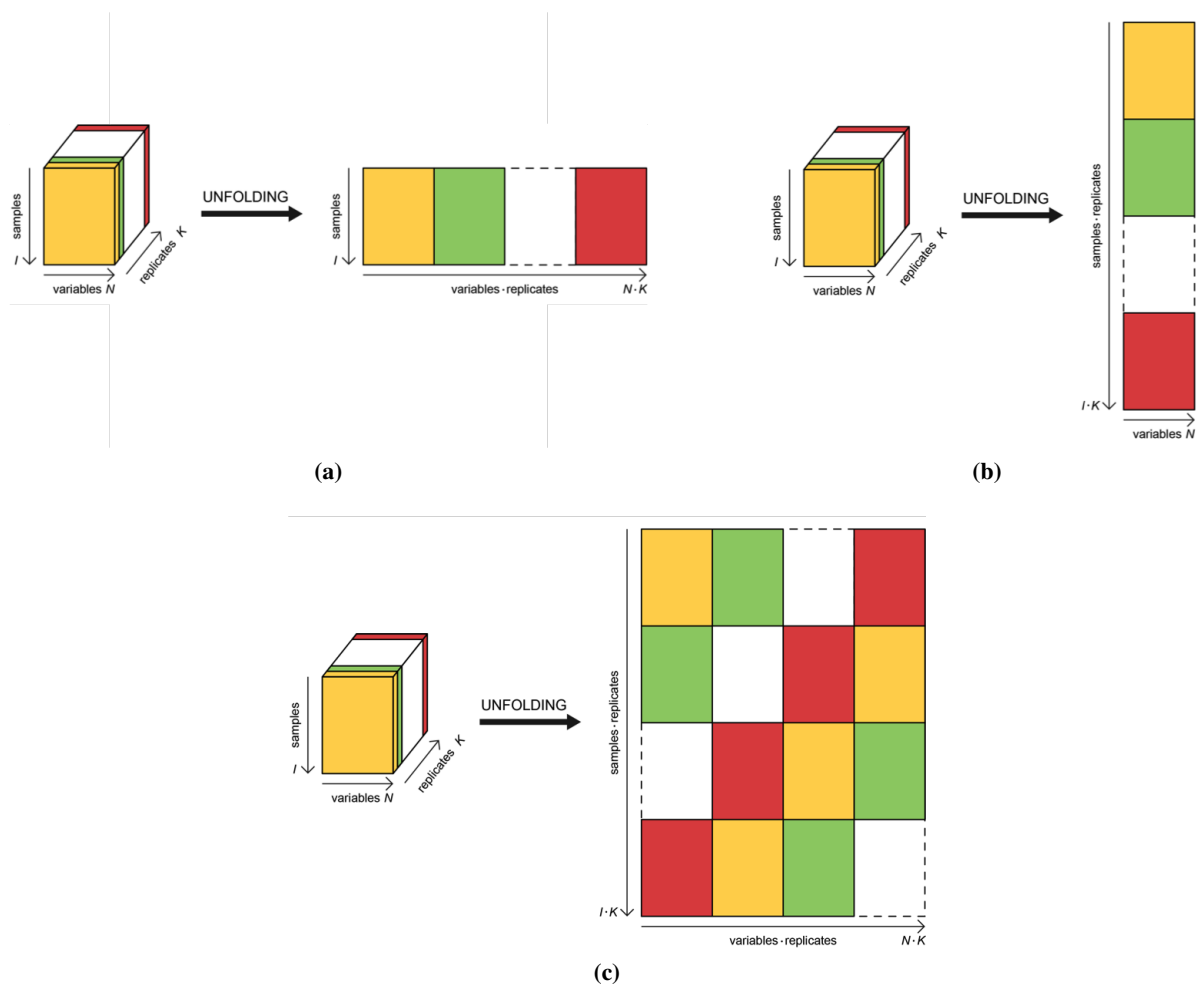 samples
I
variables N
replicates K
UNFOLDING
variables·replicates
N·K
(a)
samples
I
variables N
replicates K
UNFOLDING
samples·replicates
I·K
variables N
(b)
samples
I
variables N
replicates K
UNFOLDING
samples·replicates
I·K
variables·replicates
N·K
(c)